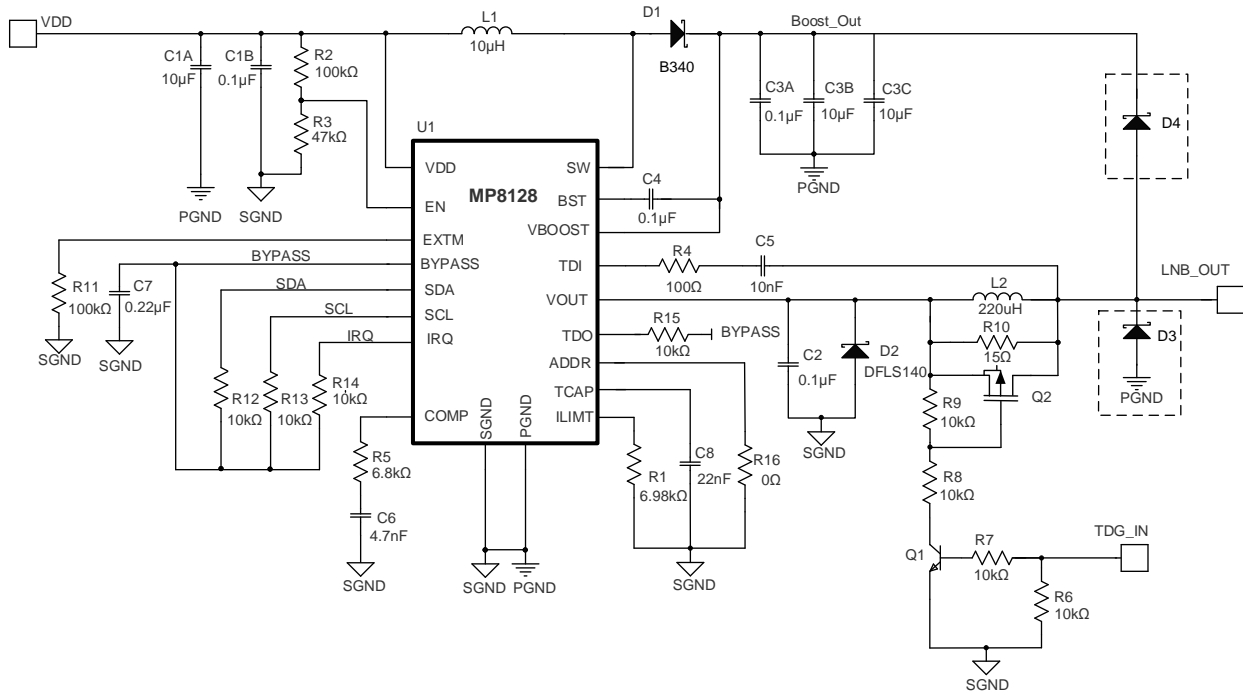 VDD
L1
10µH
D1
B340
Boost_Out
C1A
10µF
C1B
0.1µF
R2
100kΩ
R3
47kΩ
C3A
0.1µF
C3B
10µF
C3C
10µF
D4
PGND
SGND
PGND
U1
MP8128
VDD
EN
EXTM
BYPASS
SDA
SCL
IRQ
COMP
SGND
PGND
SW
BST
VBOOST
TDI
VOUT
TDO
ADDR
TCAP
ILIMT
C4
0.1µF
BYPASS
SDA
SCL
IRQ
R11
100kΩ
C7
0.22µF
SGND
SGND
R4
100Ω
C5
10nF
L2
220uH
LNB_OUT
R15
10kΩ
BYPASS
R10
15Ω
D3
PGND
C2
0.1µF
D2
DFLS140
SGND
Q2
R9
10kΩ
R12
10kΩ
R13
10kΩ
R14
10kΩ
R5
6.8kΩ
C6
4.7nF
SGND
SGND
PGND
R1
6.98kΩ
C8
22nF
R16
0Ω
SGND
R8
10kΩ
Q1
R7
10kΩ
TDG_IN
R6
10kΩ
SGND